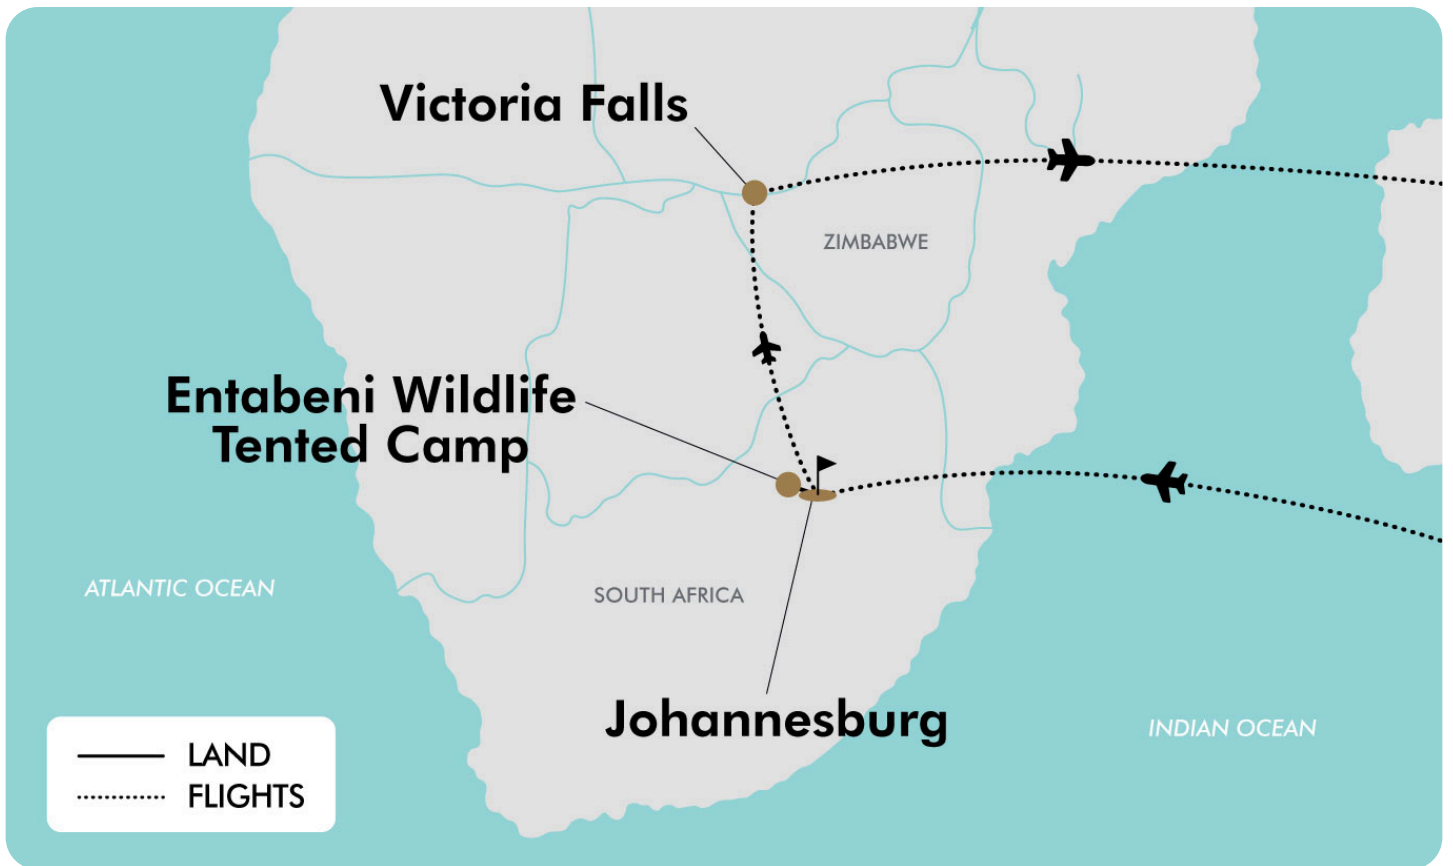 Victoria Falls
ZIMBABWE
Entabeni Wildlife
Tented Camp
ATLANTIC OCEAN
SOUTH AFRICA
Johannesburg
INDIAN OCEAN
LAND
FLIGHTS